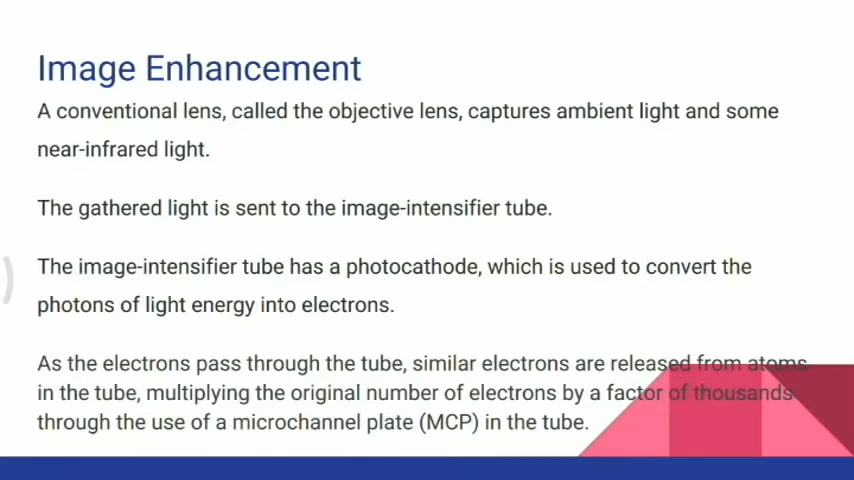 Image Enhancement
A conventional lens, called the objective lens, captures ambient light and some
near-infrared light.
The gathered light is sent to the image-intensifier tube.
The image-intensifier tube has a photocathode, which is used to convert the
photons of light energy into electrons.
As the electrons pass through the tube, similar electrons are released from atoms
in the tube, multiplying the original number of electrons by a factor of thousands
through the use of a microchannel plate (MCP) in the tube.